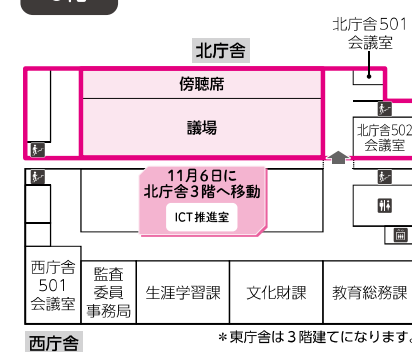 北庁舎501
会議室
北庁舎
傍聴席
議場
北庁舎502
会議室
11月6日に
北庁舎3階へ移動
ICT推進室
西庁舎
501
会議室
監査
委員
事務局
生涯学習課
文化財課
教育総務課
西庁舎
*東庁舎は3階建てになります。